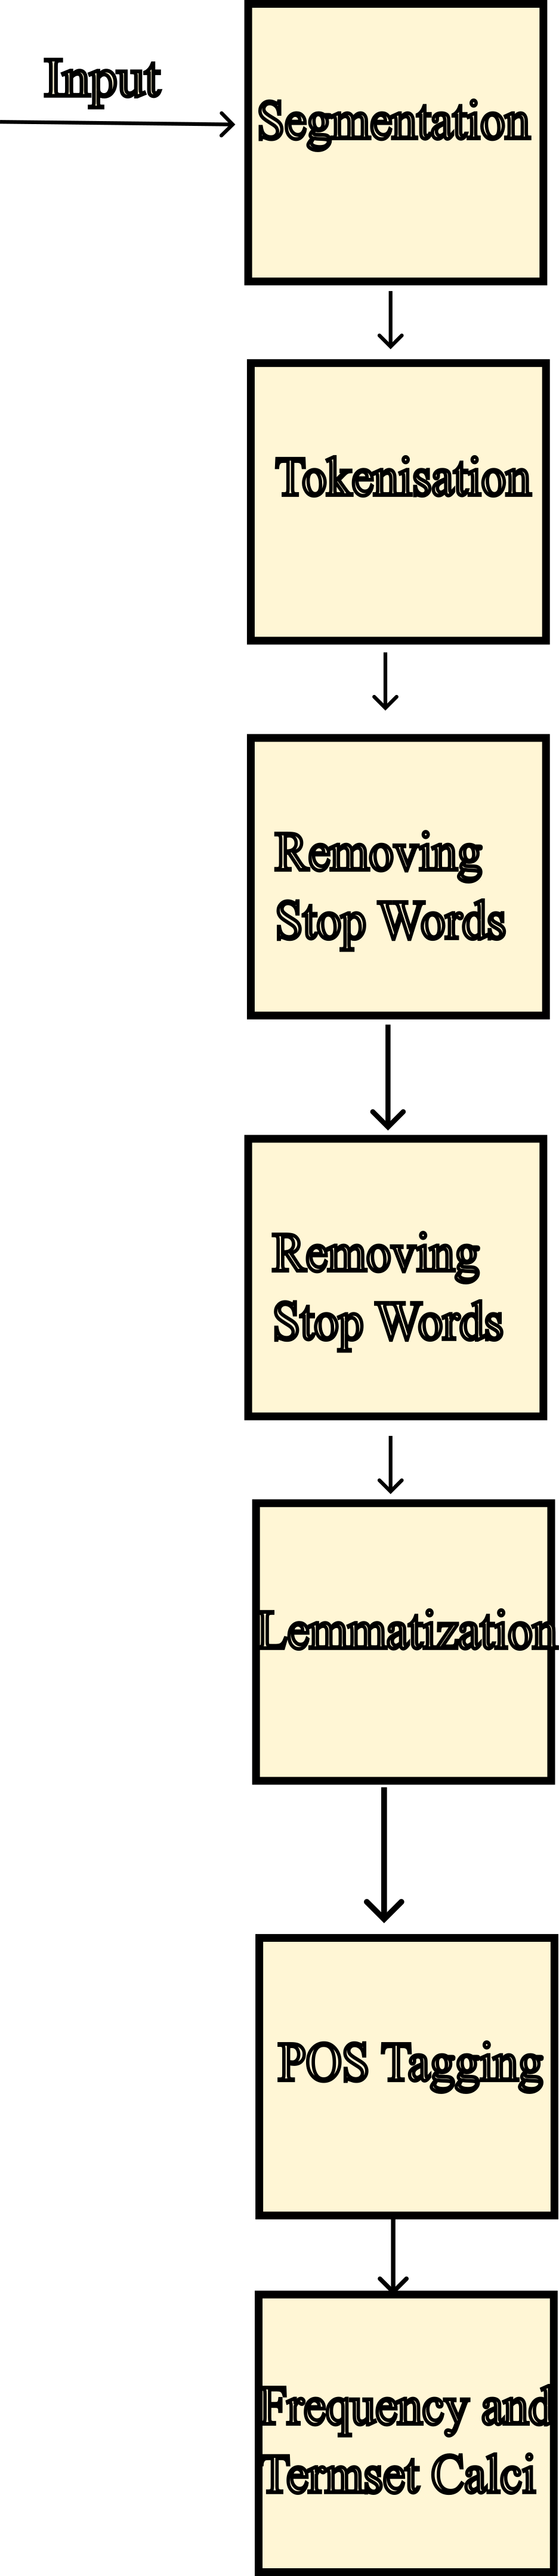 Input
Segmentation
Tokenisation
Removing
Stop Words
Removing
Stop Words
Lemmatization
POS Tagging
Frequency and
Termset Calci